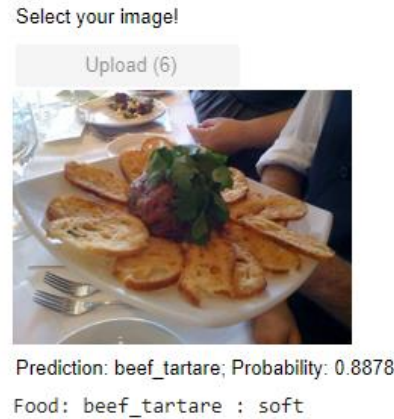 Select your image!
Upload (6)
Prediction: beef_tartare; Probability: 0.8878
Food: beef_tartare : soft